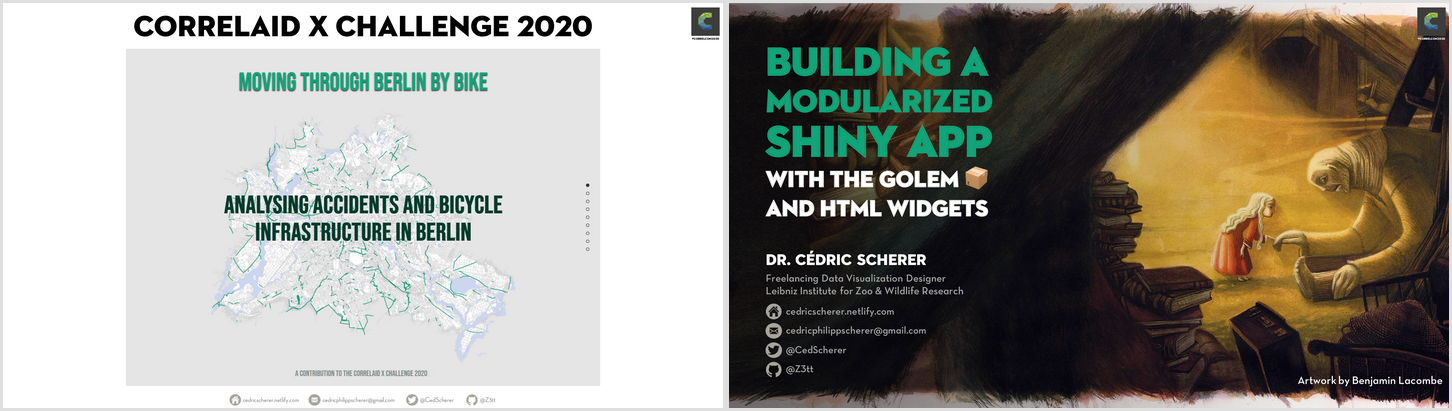 CORRELAID X CHALLENGE 2020
MOVING THROUGH BERLIN BY BIKE
ANALYSING ACCIDENTS AND BICYCLE
INFRASTRUCTURE IN BERLIN
A CONTRIBUTION TO THE CORRELAID X CHALLENGE 2020
cedricscherer.netlify.com
cedricphilippscherer@gmail.com
@CedScherer
@Z3tt
BUILDING A
MODULARIZED
SHINY APP
WITH THE GOLEM
AND HTML WIDGETS
DR. CÉDRIC SCHERER
Freelancing Data Visualization Designer
Leibniz Institute for Zoo & Wildlife Research
cedricscherer.netlify.com
cedricphilippscherer@gmail.com
@CedScherer
@Z3tt
Artwork by Benjamin Lacombe